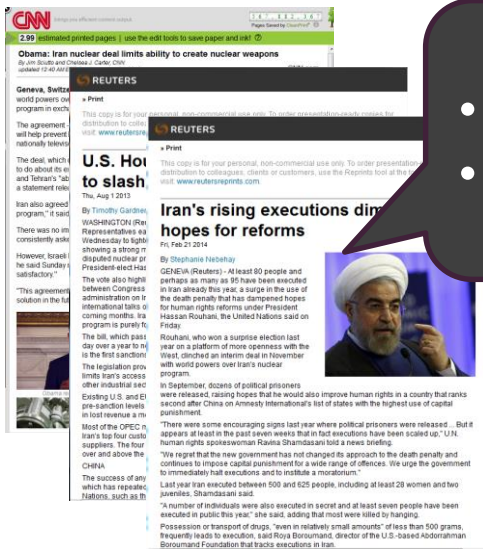 CNN
brings you efficient content output.
2.99 estimated printed pages | use the edit tools to save paper and ink!
Pages Saved by CleanPrint
Obama: Iran nuclear deal limits ability to create nuclear weapons
By Jim Sciutto and Chelsea J. Carter, CNN
updated 12:40 AM
Geneva, Switze
world powers ov
program in exch
The agreement
will help prevent
nationally televis
The deal, which
to do about its e
and Tehran's "ab
a statement rele
Iran also agreed
program," it said
There was no im
consistently aske
However, Israeli
he said Sunday
satisfactory."
"This agreement
solution in the fut
REUTERS
» Print
This copy is for your personal, non-commercial use only. To order presentation-ready copies for
distribution to collea
visit: www.reutersre
U.S. Hou
to slash
Thu, Aug 1 2013
By Timothy Gardner
WASHINGTON (Reu
Representatives ea
Wednesday to tight
showing a strong m
disputed nuclear pr
President-elect Has
The vote also highli
between Congress
administration on Ir
international talks o
coming months. Ira
program is purely f
The bill, which pass
day over a year to n
is the first sanction
The legislation prov
limits Iran's access
other industrial sec
Existing U.S. and E
pre-sanction levels
in lost revenue a m
Most of the OPEC n
Iran's top four cust
suppliers. The four
over and above the
CHINA
The success of any
which has repeated
Nations, such as th
REUTERS
» Print
This copy is for your personal, non-commercial use only. To order presentation-
distribution to colleagues, clients or customers, use the Reprints tool at the to
visit: www.reutersreprints.com.
Iran's rising executions dim
hopes for reforms
Fri, Feb 21 2014
By Stephanie Nebehay
GENEVA (Reuters) - At least 80 people and
perhaps as many as 95 have been executed
in Iran already this year, a surge in the use of
the death penalty that has dampened hopes
for human rights reforms under President
Hassan Rouhani, the United Nations said on
Friday.
Rouhani, who won a surprise election last
year on a platform of more openness with the
West, clinched an interim deal in November
with world powers over Iran's nuclear
program.
In September, dozens of political prisoners
were released, raising hopes that he would also improve human rights in a country that ranks
second after China on Amnesty International's list of states with the highest use of capital
punishment.
"There were some encouraging signs last year where political prisoners were released ... But it
appears at least in the past seven weeks that in fact executions have been scaled up," U.N.
human rights spokeswoman Ravina Shamdasani told a news briefing.
"We regret that the new government has not changed its approach to the death penalty and
continues to impose capital punishment for a wide range of offences. We urge the government
to immediately halt executions and to institute a moratorium."
Last year Iran executed between 500 and 625 people, including at least 28 women and two
juveniles, Shamdasani said.
"A number of individuals were also executed in secret and at least seven people have been
executed in public this year," she said, adding that most were killed by hanging.
Possession or transport of drugs, "even in relatively small amounts" of less than 500 grams,
frequently leads to execution, said Roya Boroumand, director of the U.S.-based Abdorrahman
Boroumand Foundation that tracks executions in Iran.